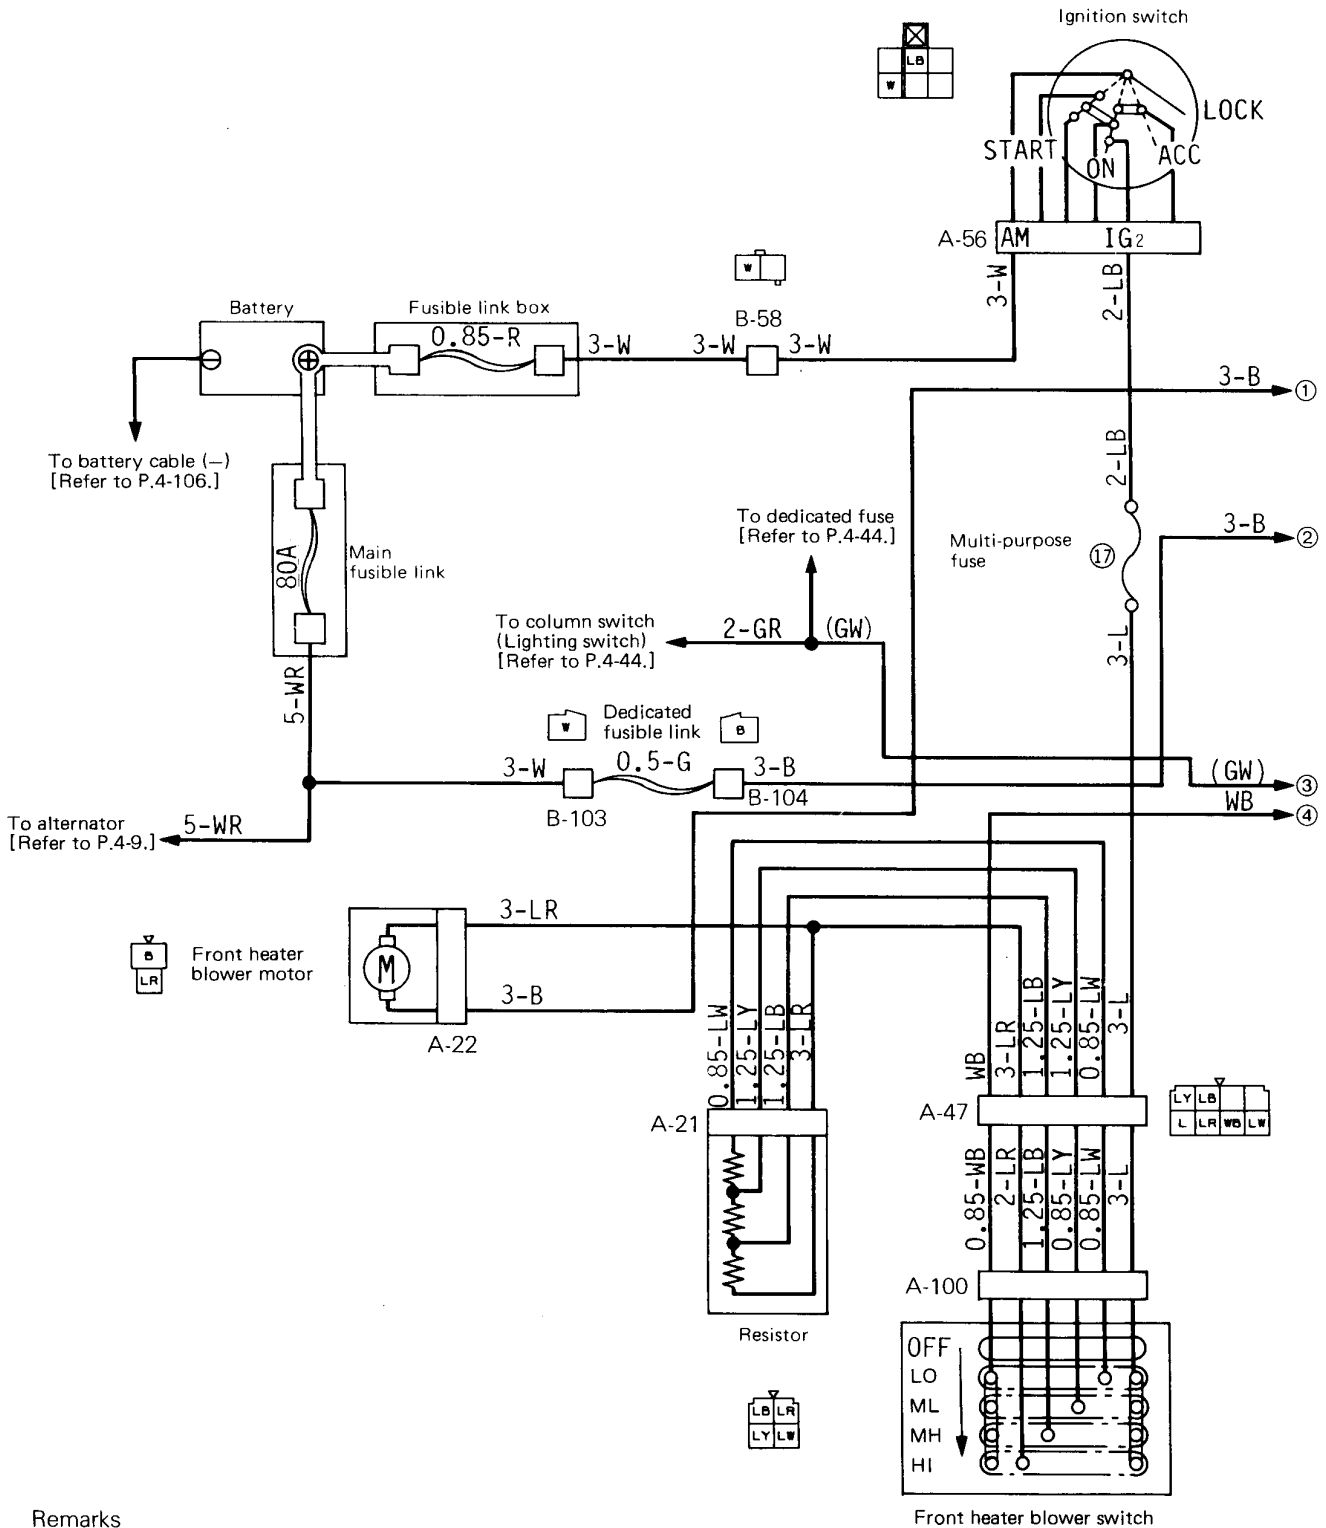 Ignition switch
LB
W
LOCK
START
ON
ACC
A-56
AM
IG2
3-W
2-LB
W
B-58
Battery
Fusible link box
0.85-R
3-W
3-W
3-W
3-B
①
To battery cable (–)
[Refer to P.4-106.]
2-LB
80A
Main
fusible link
To dedicated fuse
[Refer to P.4-44.]
Multi-purpose
fuse
⑰
3-B
②
To column switch
(Lighting switch)
[Refer to P.4-44.]
2-GR
(GW)
3-L
5-WR
W
Dedicated
fusible link
B
3-W
0.5-G
3-B
B-103
B-104
(GW)
③
WB
④
To alternator
[Refer to P.4-9.]
5-WR
3-LR
B
LR
Front heater
blower motor
M
3-B
A-22
0.85-LW
1.25-LY
1.25-LB
3-LR
WB
3-LR
1.25-LB
1.25-LY
0.85-LW
3-L
A-21
A-47
LY LB
L LR WB LW
0.85-WB
2-LR
1.25-LB
0.85-LY
0.85-LW
3-L
A-100
Resistor
OFF
LO
ML
MH
HI
LB LR
LY LW
Remarks
Front heater blower switch